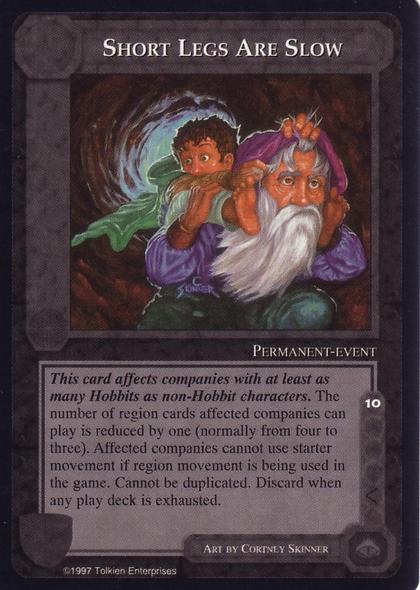 SHORT LEGS ARE SLOW
C
SKINNER
PERMANENT-EVENT
This card affects companies with at least as
many Hobbits as non-Hobbit characters. The
number of region cards affected companies can
play is reduced by one (normally from four to
three). Affected companies cannot use starter
movement if region movement is being used in
the game. Cannot be duplicated. Discard when
any play deck is exhausted.
10
ART BY CORTNEY SKINNER
©1997 Tolkien Enterprises